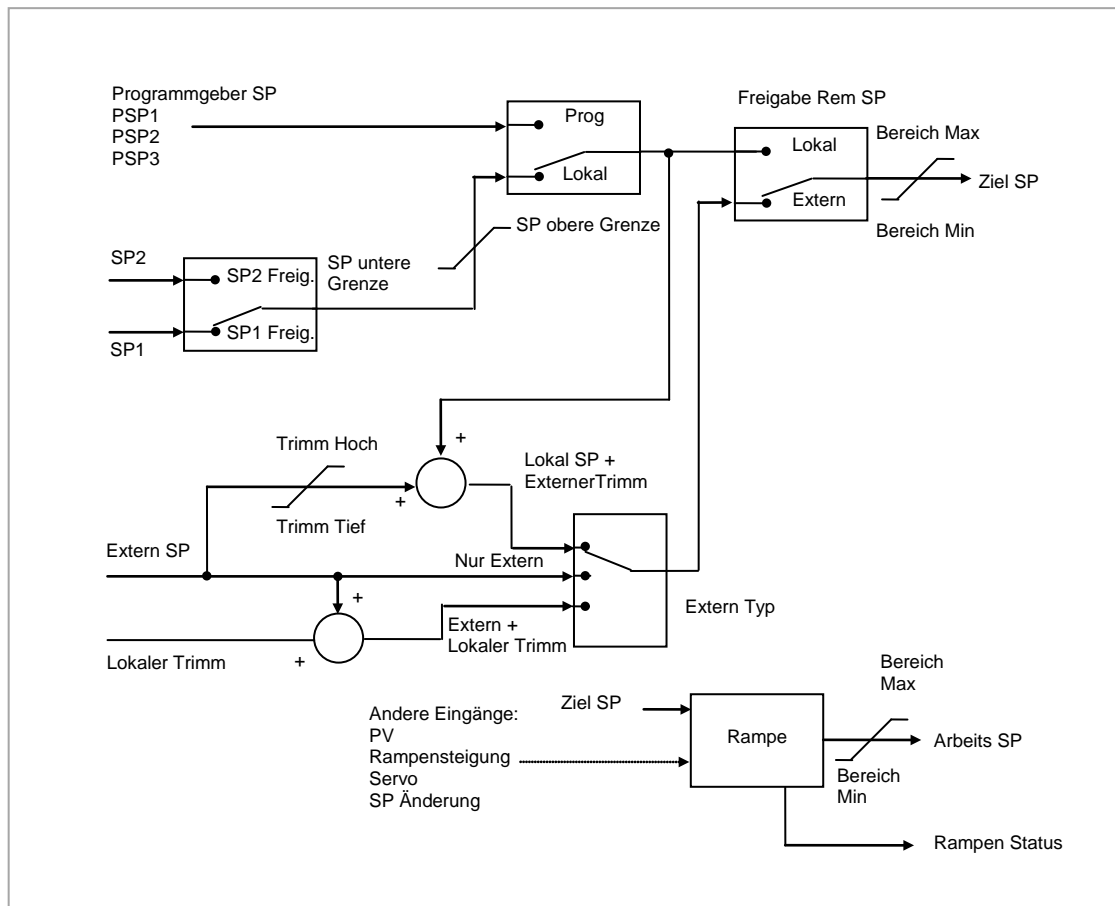 Programmgeber SP
PSP1
PSP2
PSP3
Prog
Lokal
Freigabe Rem SP
Lokal
Extern
Bereich Max
Ziel SP
Bereich Min
SP obere Grenze
SP untere
Grenze
SP2
SP2 Freig.
SP1 Freig.
SP1
+
Trimm Hoch
+
Trimm Tief
Lokal SP +
ExternerTrimm
Extern SP
Nur Extern
+
Extern +
Lokaler Trimm
Lokaler Trimm
+
Extern Typ
Bereich
Max
Ziel SP
Andere Eingänge:
PV
Rampensteigung
Servo
SP Änderung
Rampe
Arbeits SP
Bereich
Min
Rampen Status